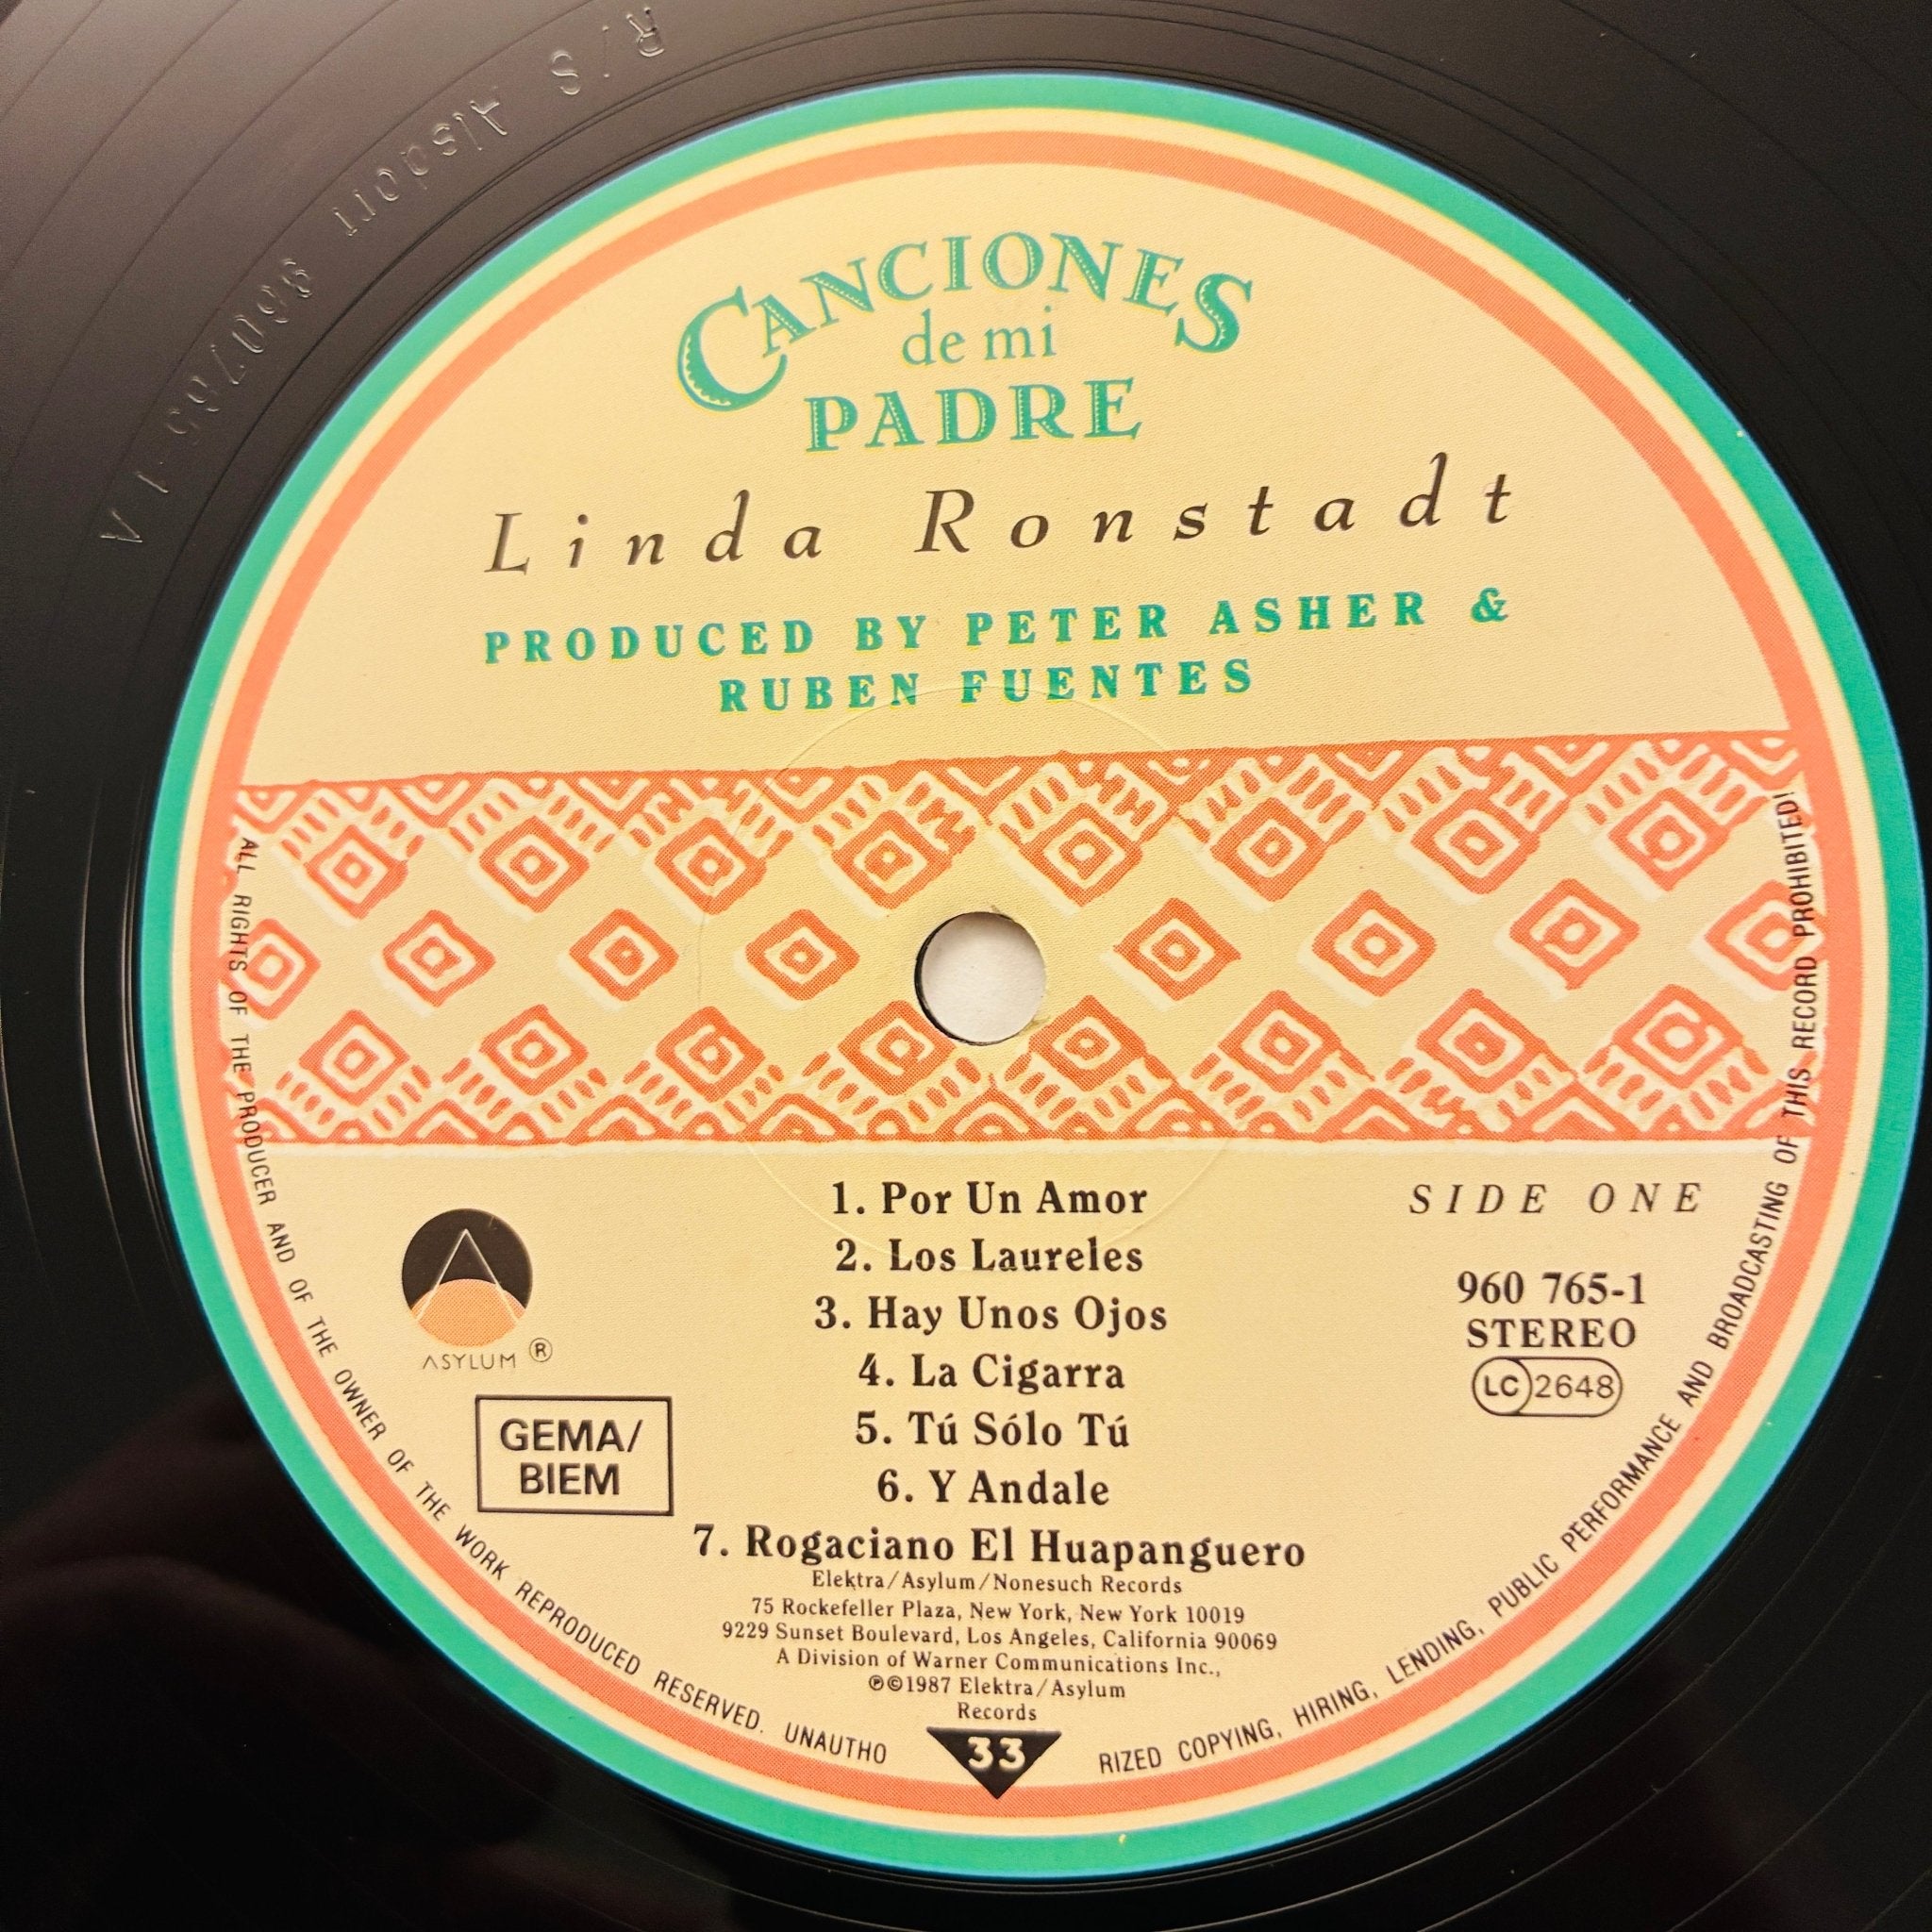 CANCIONES
de mi
PADRE
Linda Ronstadt
PRODUCED BY PETER ASHER &
RUBEN FUENTES
1. Por Un Amor
2. Los Laureles
3. Hay Unos Ojos
4. La Cigarra
5. Tú Sólo Tú
6. Y Andale
7. Rogaciano El Huapanguero
SIDE ONE
960 765-1
STEREO
LC 2648
ASYLUM ®
GEMA/
BIEM
Elektra/Asylum/Nonesuch Records
75 Rockefeller Plaza, New York, New York 10019
9229 Sunset Boulevard, Los Angeles, California 90069
A Division of Warner Communications Inc.,
℗©1987 Elektra/Asylum
Records
33
ALL RIGHTS OF THE PRODUCER AND OF THE OWNER OF THE WORK REPRODUCED RESERVED. UNAUTHO
RIZED COPYING, HIRING, LENDING, PUBLIC PERFORMANCE AND BROADCASTING OF THIS RECORD PROHIBITED!
R/S Alsdorf